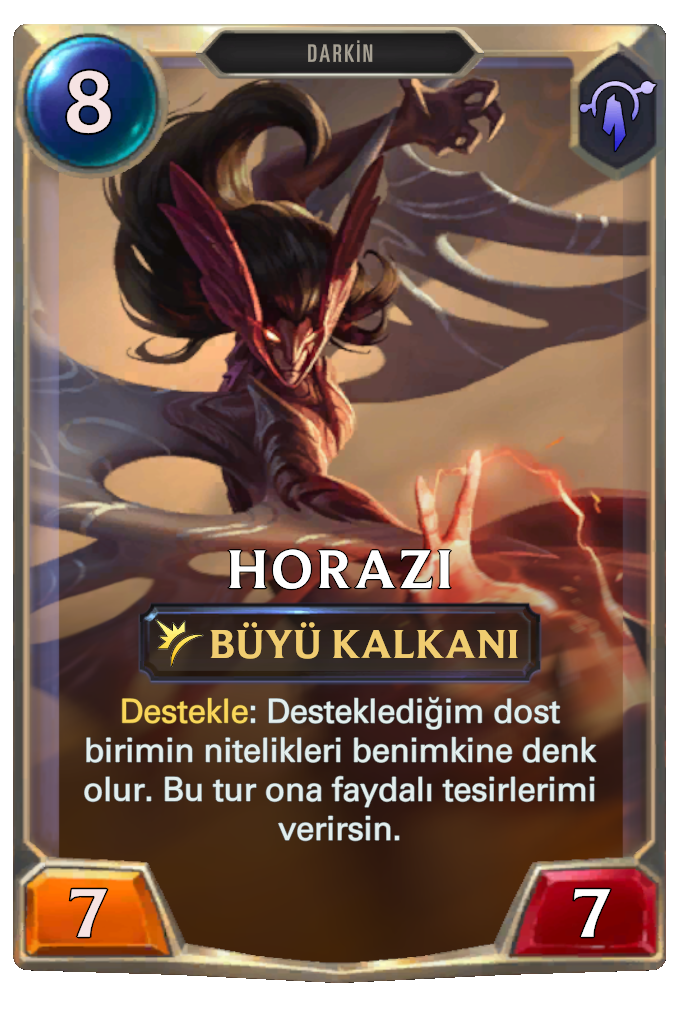 DARKİN
8
HORAZI
BÜYÜ KALKANI
Destekle: Desteklediğim dost
birimin nitelikleri benimkine denk
olur. Bu tur ona faydalı tesirlerimi
verirsin.
7
7